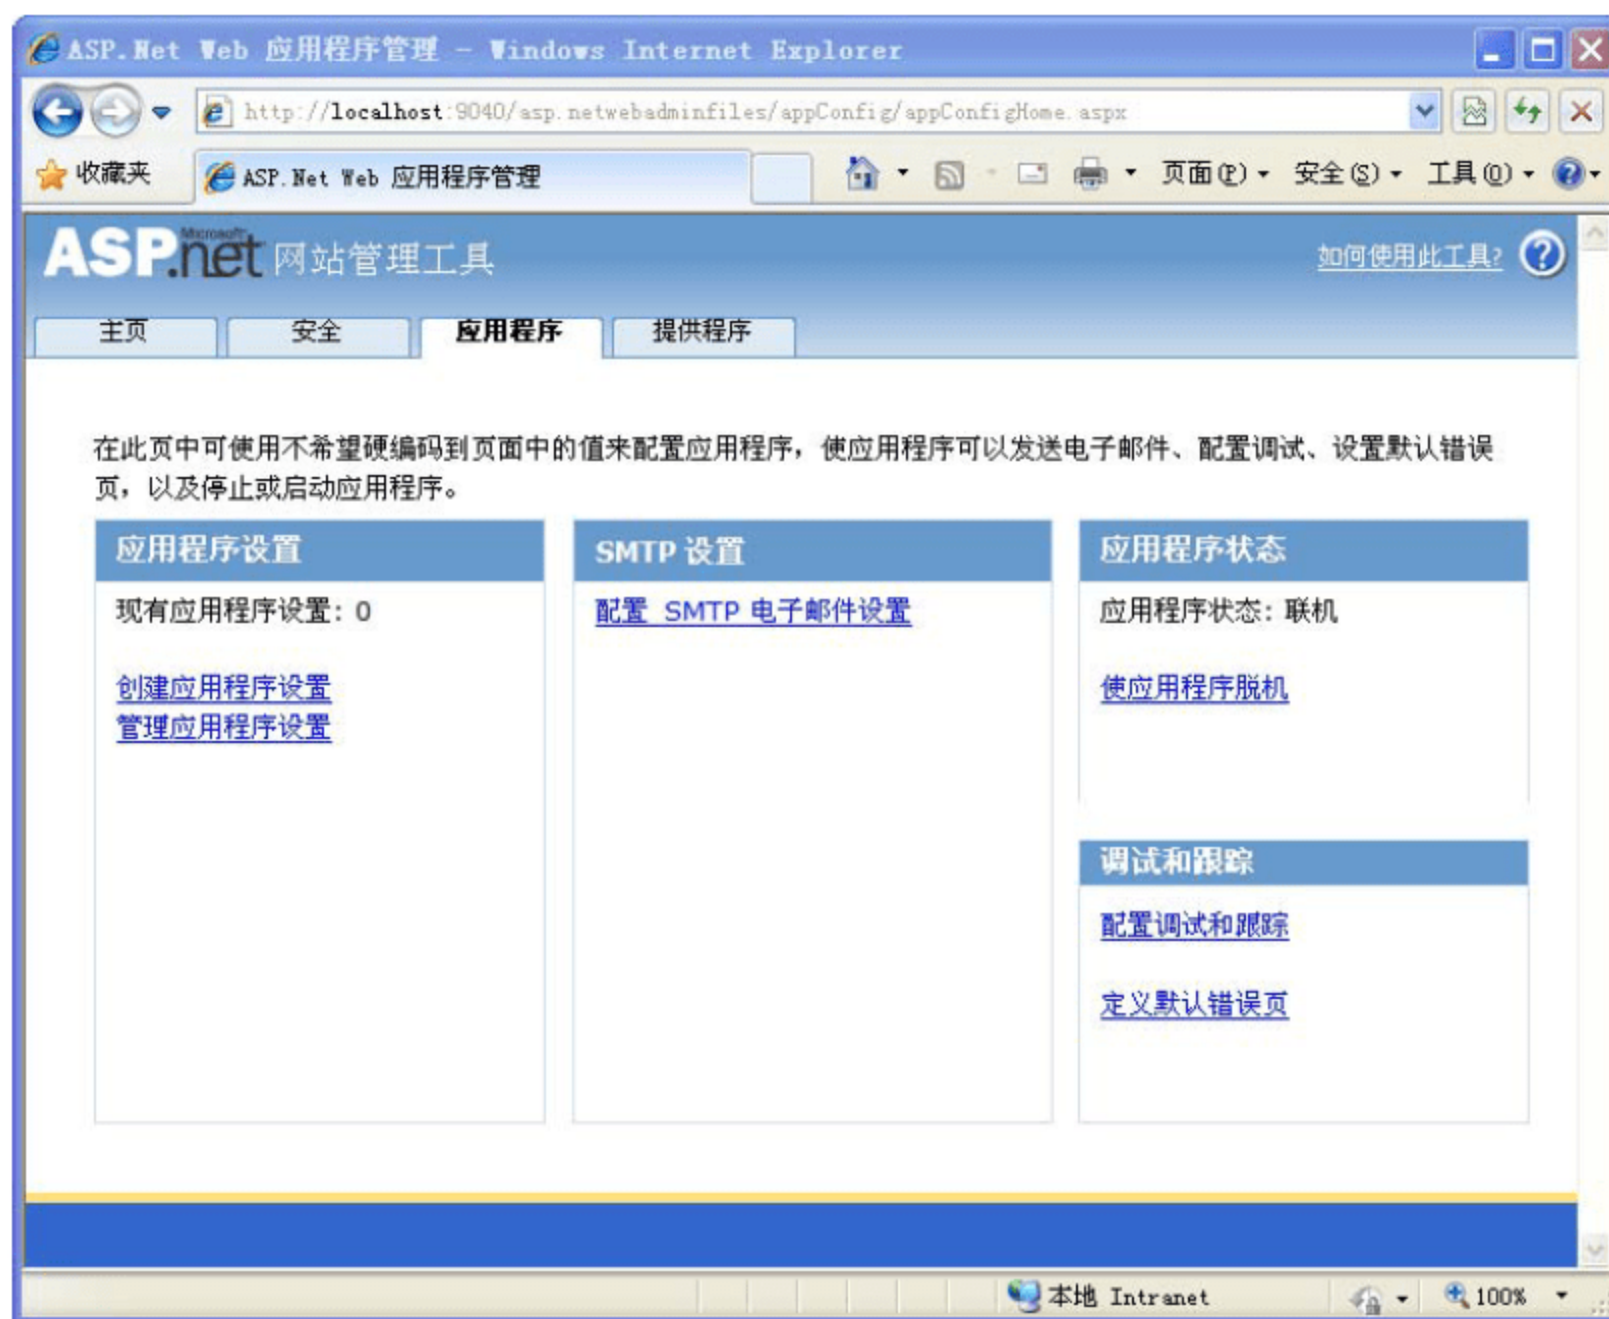 ASP.Net Web 应用程序管理 - Windows Internet Explorer
http://localhost:9040/asp.netwebadminfiles/appConfig/appConfigHome.aspx
收藏夹
ASP.Net Web 应用程序管理
页面(P)
安全(S)
工具(O)
Microsoft
ASP.net 网站管理工具
如何使用此工具?
主页
安全
应用程序
提供程序
在此页中可使用不希望硬编码到页面中的值来配置应用程序，使应用程序可以发送电子邮件、配置调试、设置默认错误
页，以及停止或启动应用程序。
应用程序设置
现有应用程序设置: 0
创建应用程序设置
管理应用程序设置
SMTP 设置
配置 SMTP 电子邮件设置
应用程序状态
应用程序状态: 联机
使应用程序脱机
调试和跟踪
配置调试和跟踪
定义默认错误页
本地 Intranet
100%